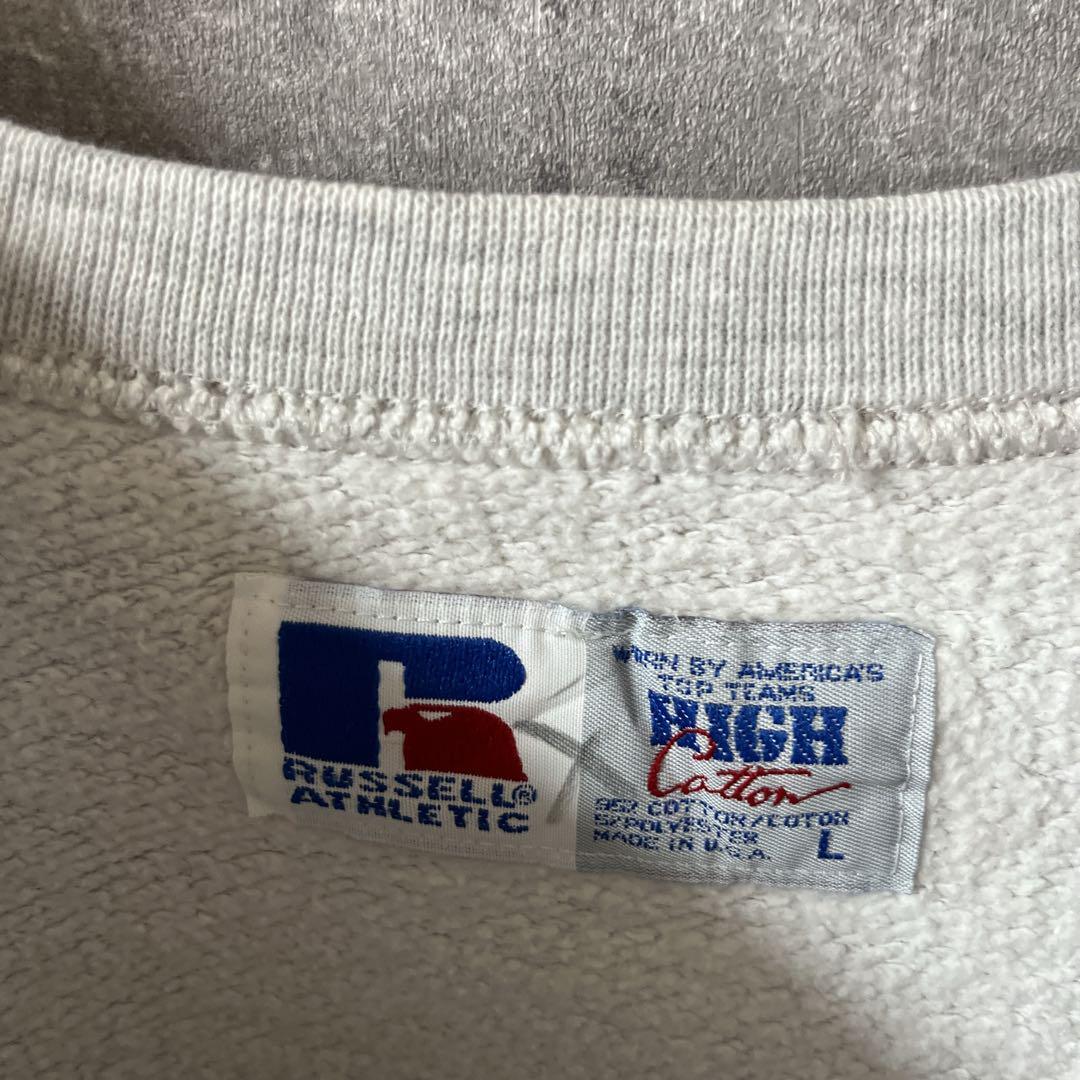 RUSSELL®
ATHLETIC
WORN BY AMERICA'S
TOP TEAMS
HIGH
Cotton
95% COTTON/COTON
5/POLYESTER
MADE IN U.S.A. L